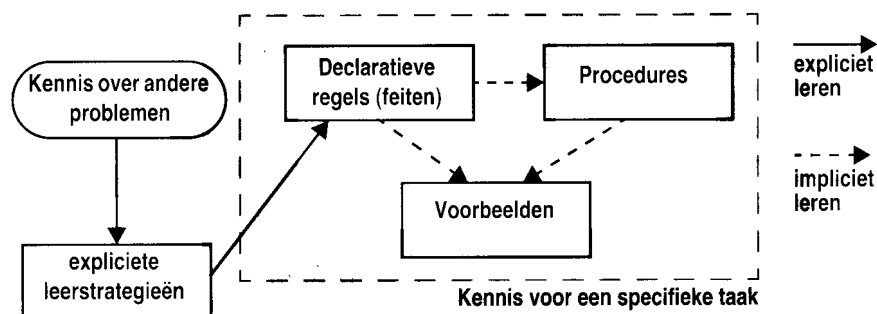 Kennis over andere
problemen
expliciete
leerstrategieën
Declaratieve
regels (feiten)
Procedures
Voorbeelden
Kennis voor een specifieke taak
expliciet
leren
impliciet
leren